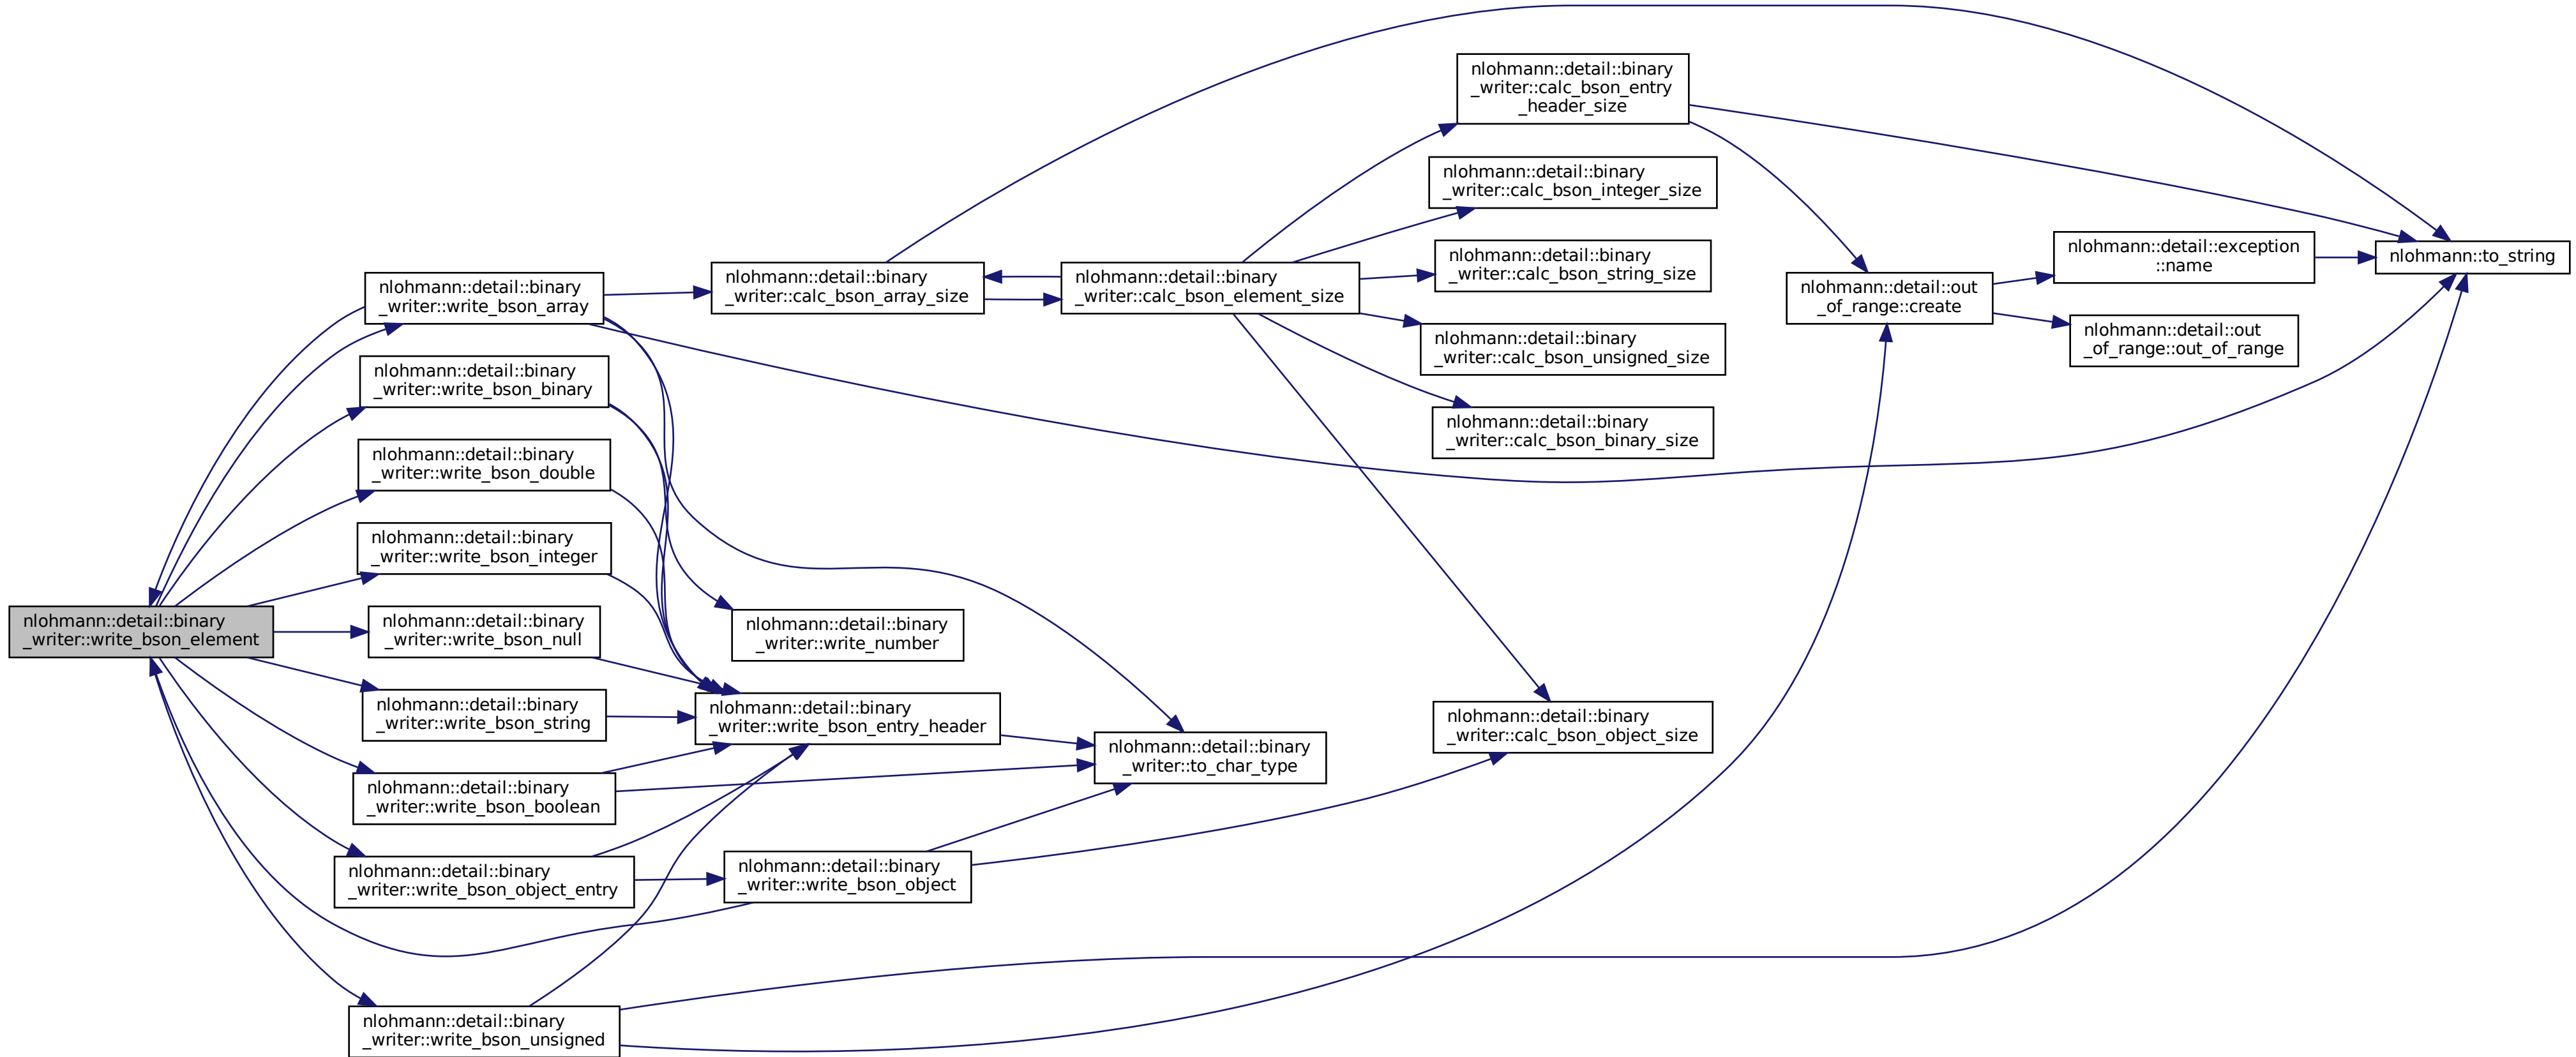 nlohmann::detail::binary
_writer::calc_bson_entry
_header_size
nlohmann::detail::binary
_writer::calc_bson_integer_size
nlohmann::detail::exception
::name
nlohmann::to_string
nlohmann::detail::binary
_writer::calc_bson_string_size
nlohmann::detail::binary
_writer::write_bson_array
nlohmann::detail::binary
_writer::calc_bson_array_size
nlohmann::detail::binary
_writer::calc_bson_element_size
nlohmann::detail::out
_of_range::create
nlohmann::detail::out
_of_range::out_of_range
nlohmann::detail::binary
_writer::calc_bson_unsigned_size
nlohmann::detail::binary
_writer::write_bson_binary
nlohmann::detail::binary
_writer::calc_bson_binary_size
nlohmann::detail::binary
_writer::write_bson_double
nlohmann::detail::binary
_writer::write_bson_integer
nlohmann::detail::binary
_writer::write_bson_element
nlohmann::detail::binary
_writer::write_bson_null
nlohmann::detail::binary
_writer::write_number
nlohmann::detail::binary
_writer::write_bson_string
nlohmann::detail::binary
_writer::write_bson_entry_header
nlohmann::detail::binary
_writer::calc_bson_object_size
nlohmann::detail::binary
_writer::to_char_type
nlohmann::detail::binary
_writer::write_bson_boolean
nlohmann::detail::binary
_writer::write_bson_object_entry
nlohmann::detail::binary
_writer::write_bson_object
nlohmann::detail::binary
_writer::write_bson_unsigned